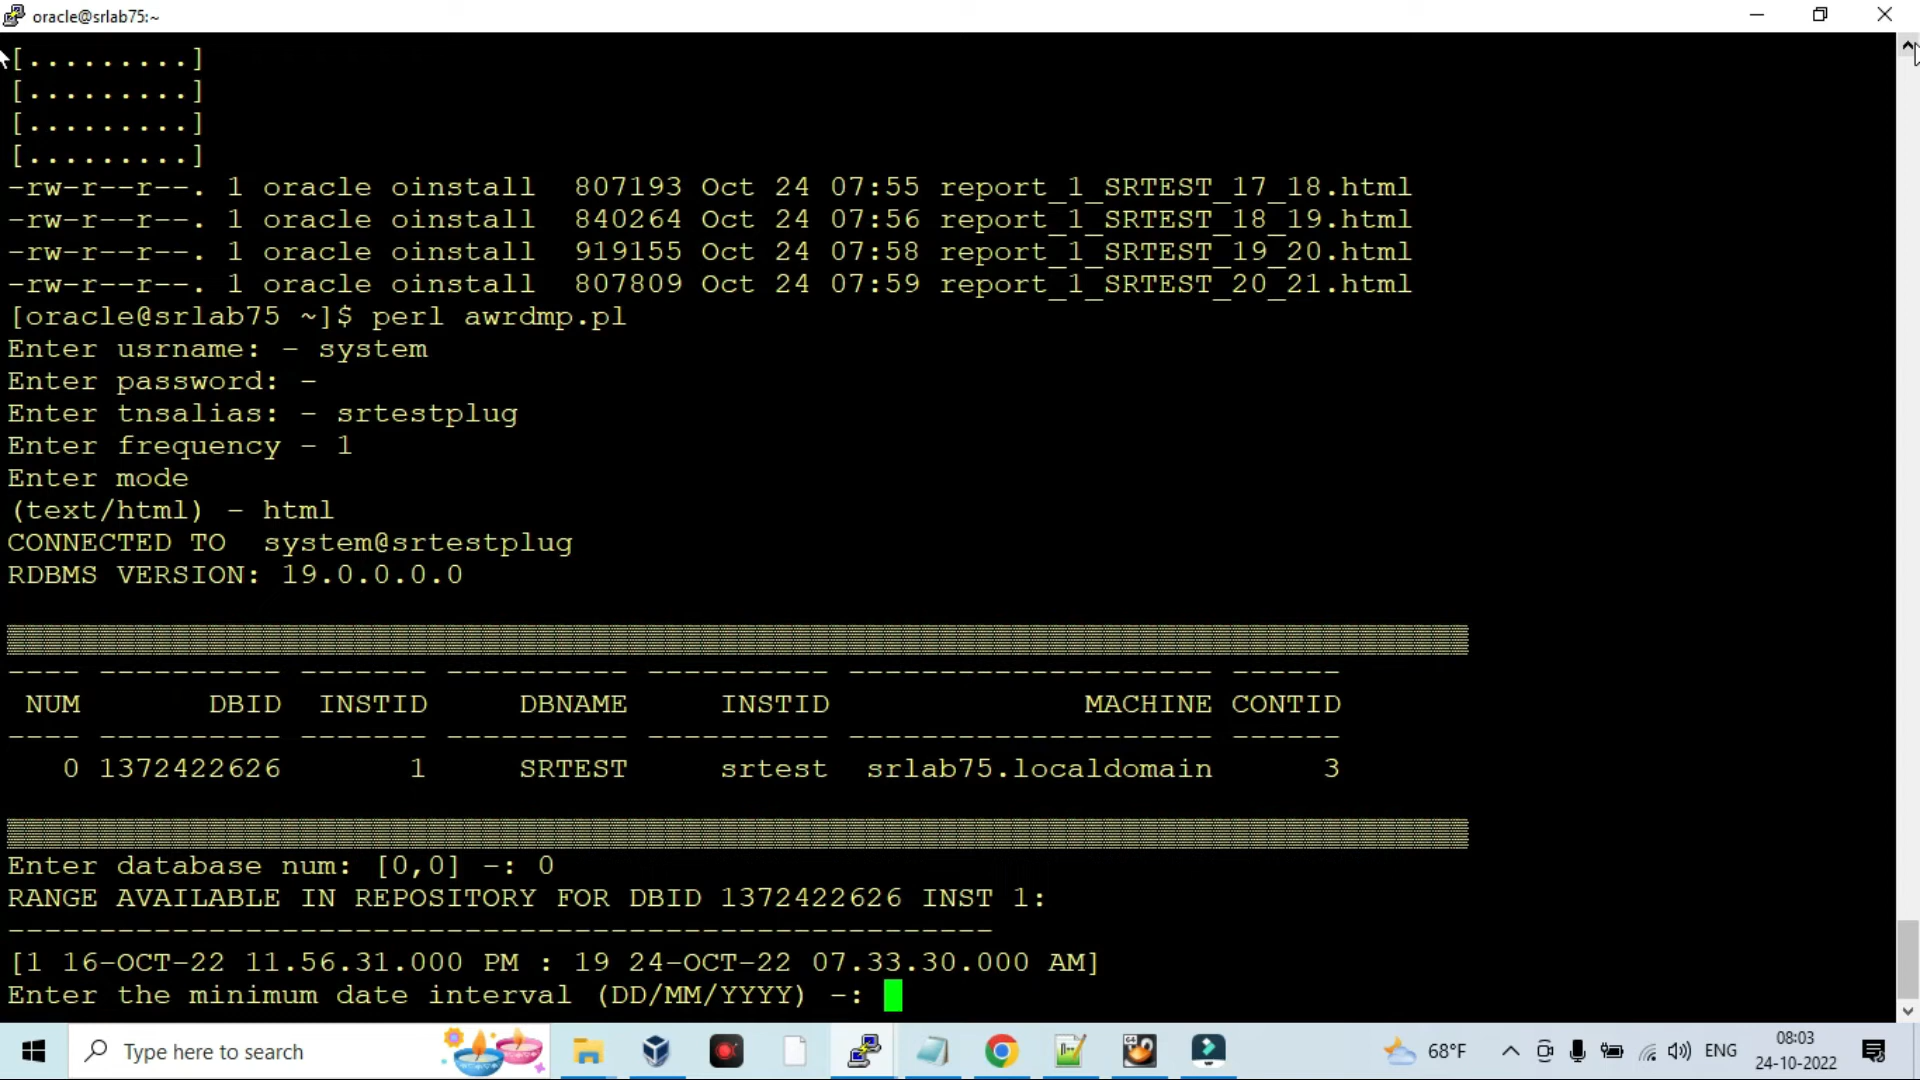 oracle@srlab75:~
[.........]
[.........]
[.........]
[.........]
-rw-r--r--. 1 oracle oinstall  807193 Oct 24 07:55 report_1_SRTEST_17_18.html
-rw-r--r--. 1 oracle oinstall  840264 Oct 24 07:56 report_1_SRTEST_18_19.html
-rw-r--r--. 1 oracle oinstall  919155 Oct 24 07:58 report_1_SRTEST_19_20.html
-rw-r--r--. 1 oracle oinstall  807809 Oct 24 07:59 report_1_SRTEST_20_21.html
[oracle@srlab75 ~]$ perl awrdmp.pl
Enter usrname: - system
Enter password: -
Enter tnsalias: - srtestplug
Enter frequency - 1
Enter mode
(text/html) - html
CONNECTED TO  system@srtestplug
RDBMS VERSION: 19.0.0.0.0
---- ---------- ------- ---------- ---------- -------------------- ------
 NUM       DBID  INSTID     DBNAME     INSTID              MACHINE CONTID
---- ---------- ------- ---------- ---------- -------------------- ------
   0 1372422626       1     SRTEST     srtest  srlab75.localdomain      3
Enter database num: [0,0] -: 0
RANGE AVAILABLE IN REPOSITORY FOR DBID 1372422626 INST 1:
------------------------------------------------------
[1 16-OCT-22 11.56.31.000 PM : 19 24-OCT-22 07.33.30.000 AM]
Enter the minimum date interval (DD/MM/YYYY) -:
Type here to search
64
68°F
ENG
08:03
24-10-2022